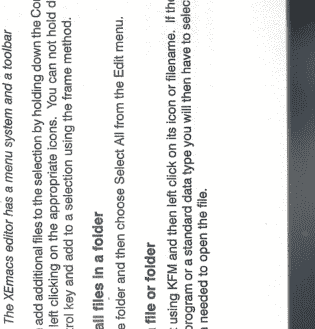 The XEmacs editor has a menu system and a toolbar
add additional files to the selection by holding down the Co
left clicking on the appropriate icons. You can not hold d
rol key and add to a selection using the frame method.
all files in a folder
e folder and then choose Select All from the Edit menu.
file or folder
using KFM and then left click on its icon or filename. If the
program or a standard data type you will then have to selec
needed to open the file.